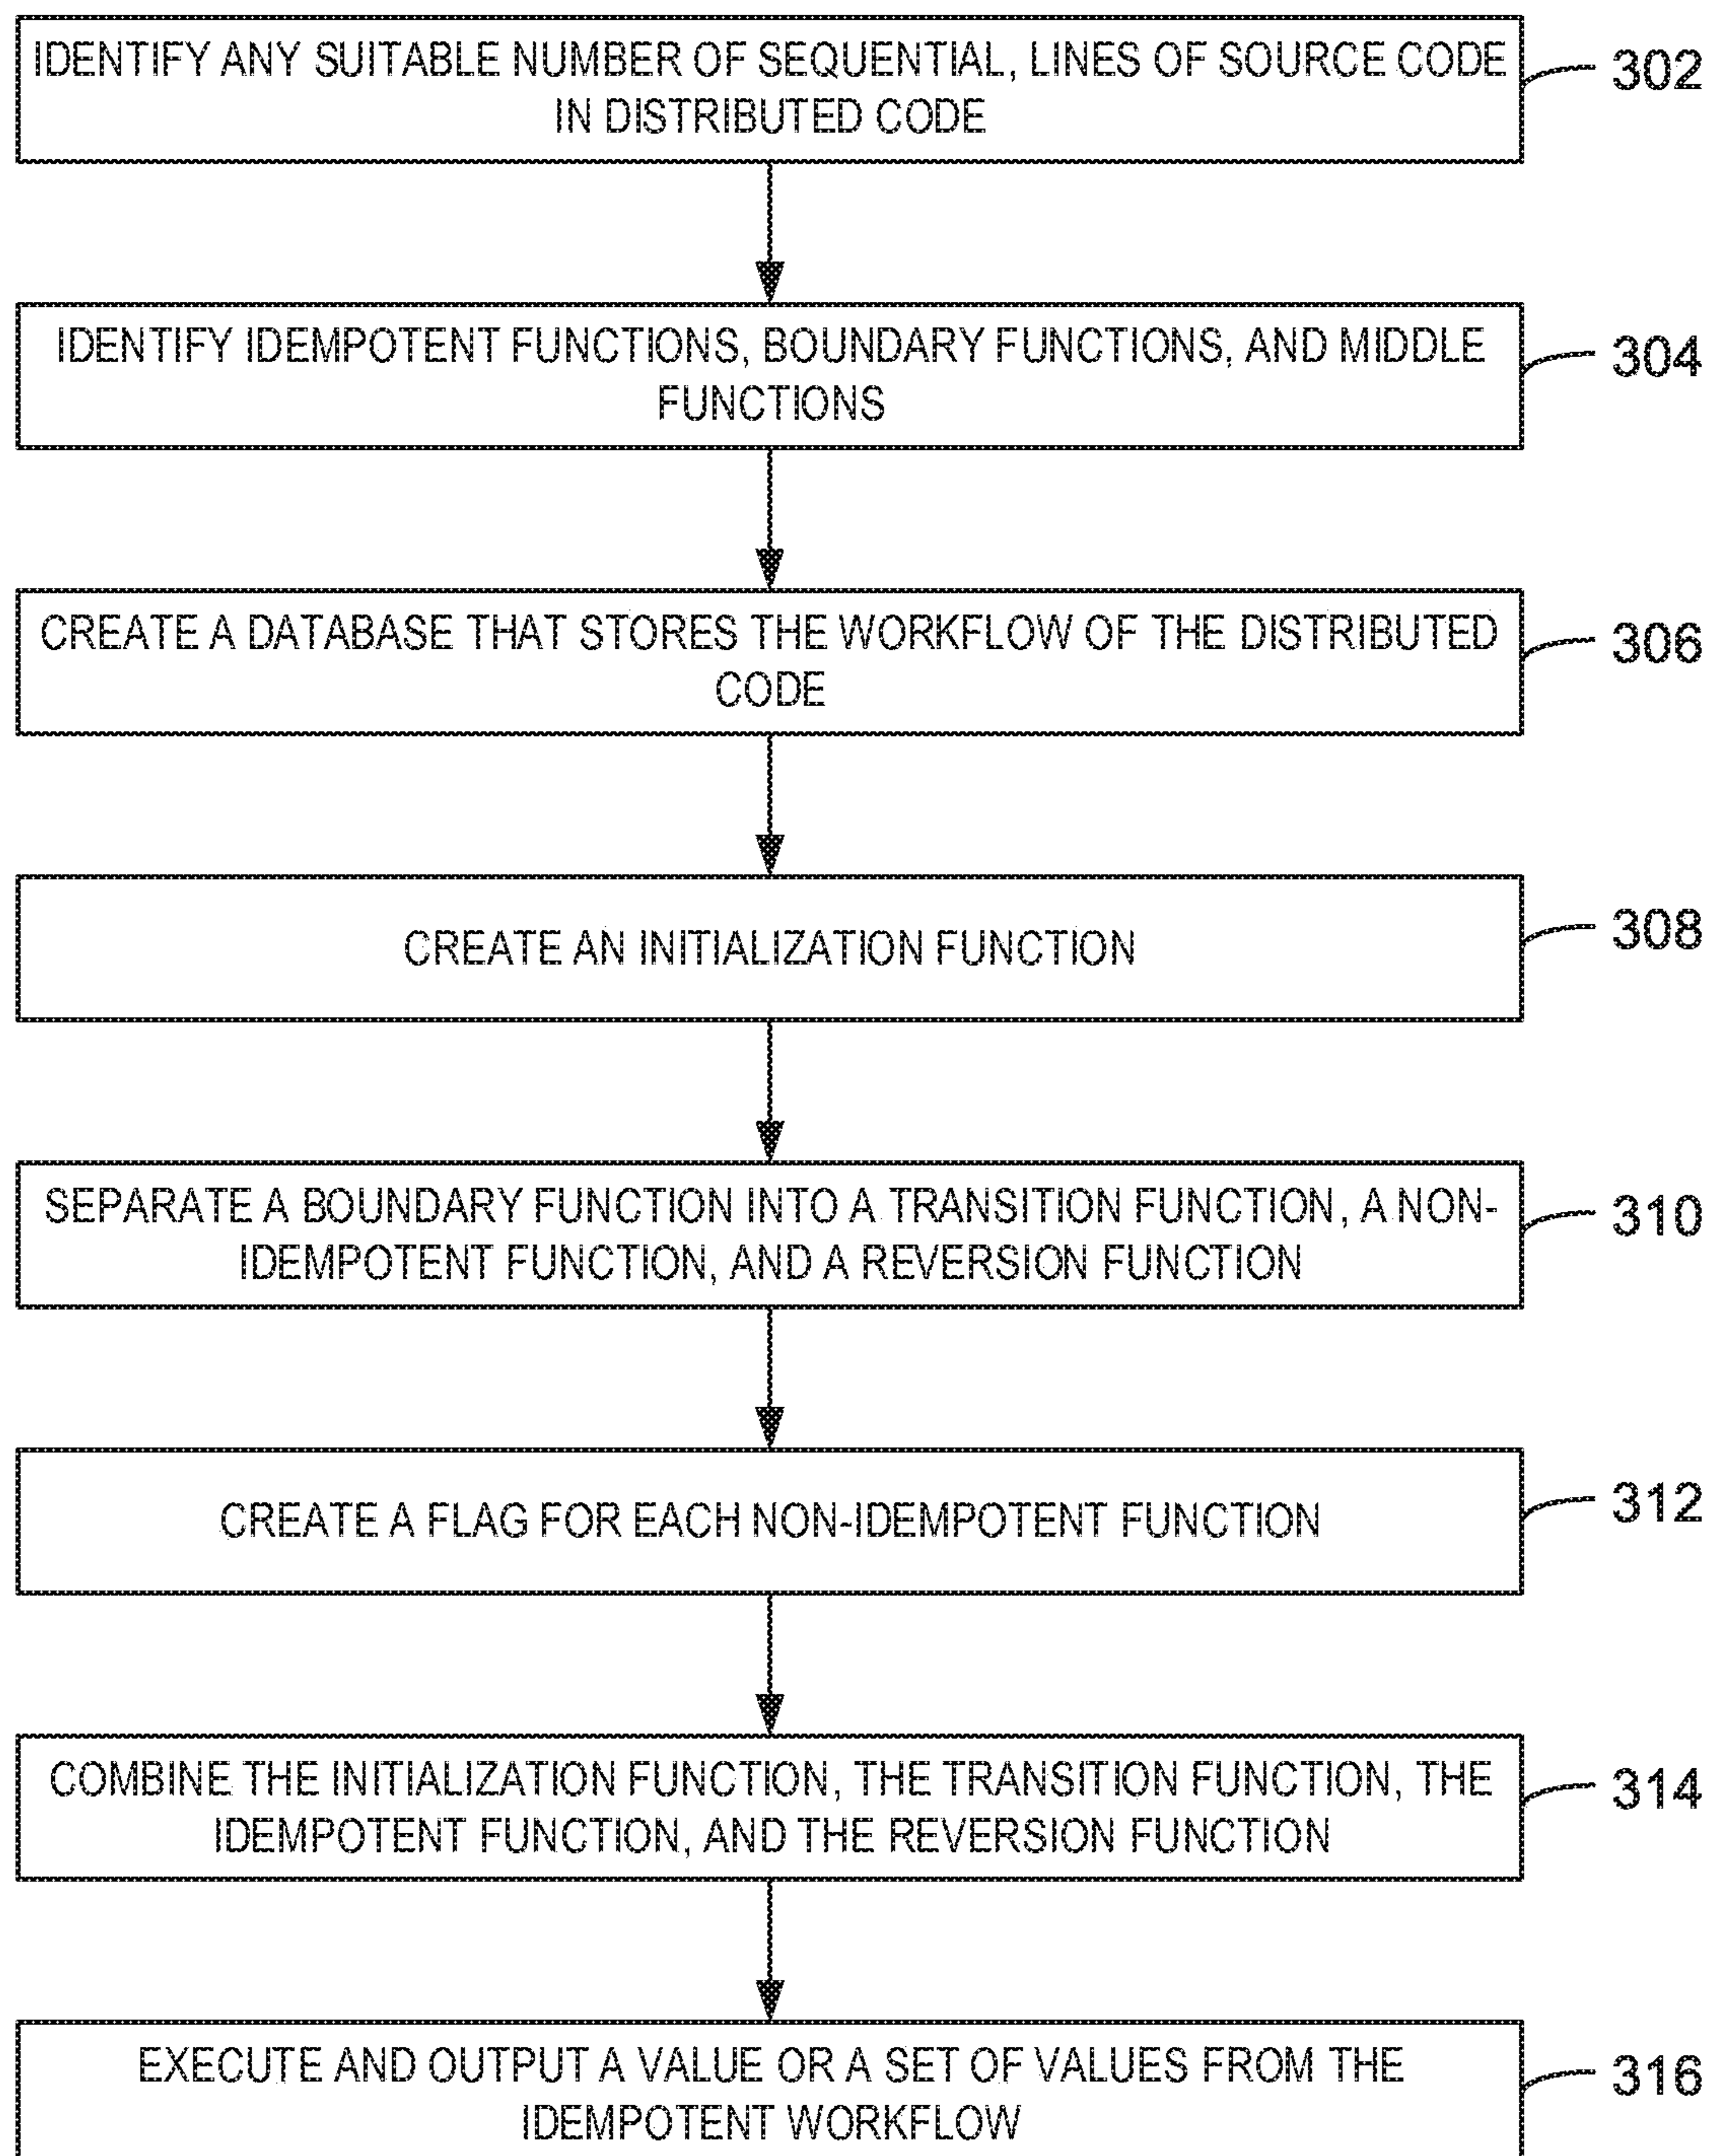 IDENTIFY ANY SUITABLE NUMBER OF SEQUENTIAL, LINES OF SOURCE CODE
IN DISTRIBUTED CODE
302
IDENTIFY IDEMPOTENT FUNCTIONS, BOUNDARY FUNCTIONS, AND MIDDLE
FUNCTIONS
304
CREATE A DATABASE THAT STORES THE WORKFLOW OF THE DISTRIBUTED
CODE
306
CREATE AN INITIALIZATION FUNCTION
308
SEPARATE A BOUNDARY FUNCTION INTO A TRANSITION FUNCTION, A NON-
IDEMPOTENT FUNCTION, AND A REVERSION FUNCTION
310
CREATE A FLAG FOR EACH NON-IDEMPOTENT FUNCTION
312
COMBINE THE INITIALIZATION FUNCTION, THE TRANSITION FUNCTION, THE
IDEMPOTENT FUNCTION, AND THE REVERSION FUNCTION
314
EXECUTE AND OUTPUT A VALUE OR A SET OF VALUES FROM THE
IDEMPOTENT WORKFLOW
316